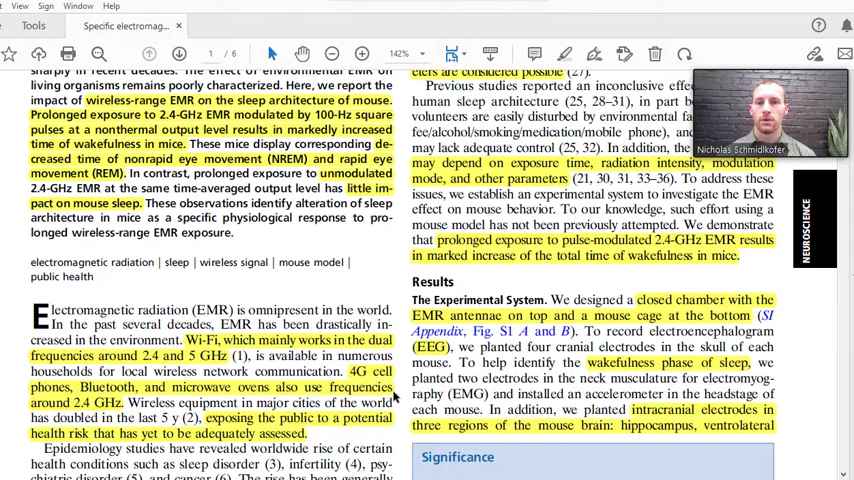 File View Sign Window Help
Tools
Specific electromag... ×
1 / 6
142%
sharply in recent decades. The effect of environmental EMR on
living organisms remains poorly characterized. Here, we report the
impact of wireless-range EMR on the sleep architecture of mouse.
Prolonged exposure to 2.4-GHz EMR modulated by 100-Hz square
pulses at a nonthermal output level results in markedly increased
time of wakefulness in mice. These mice display corresponding de-
creased time of nonrapid eye movement (NREM) and rapid eye
movement (REM). In contrast, prolonged exposure to unmodulated
2.4-GHz EMR at the same time-averaged output level has little im-
pact on mouse sleep. These observations identify alteration of sleep
architecture in mice as a specific physiological response to pro-
longed wireless-range EMR exposure.
electromagnetic radiation | sleep | wireless signal | mouse model |
public health
Electromagnetic radiation (EMR) is omnipresent in the world.
In the past several decades, EMR has been drastically in-
creased in the environment. Wi-Fi, which mainly works in the dual
frequencies around 2.4 and 5 GHz (1), is available in numerous
households for local wireless network communication. 4G cell
phones, Bluetooth, and microwave ovens also use frequencies
around 2.4 GHz. Wireless equipment in major cities of the world
has doubled in the last 5 y (2), exposing the public to a potential
health risk that has yet to be adequately assessed.
Epidemiology studies have revealed worldwide rise of certain
health conditions such as sleep disorder (3), infertility (4), psy-
chiatric disorder (5), and cancer (6). The rise has been generally
eters are considered possible (27).
Previous studies reported an inconclusive
human sleep architecture (25, 28–31), in part
volunteers are easily disturbed by environmental
fee/alcohol/smoking/medication/mobile phone), and
may lack adequate control (25, 32). In addition, the
may depend on exposure time, radiation intensity, modulation
mode, and other parameters (21, 30, 31, 33–36). To address these
issues, we establish an experimental system to investigate the EMR
effect on mouse behavior. To our knowledge, such effort using a
mouse model has not been previously attempted. We demonstrate
that prolonged exposure to pulse-modulated 2.4-GHz EMR results
in marked increase of the total time of wakefulness in mice.
Results
The Experimental System. We designed a closed chamber with the
EMR antennae on top and a mouse cage at the bottom (SI
Appendix, Fig. S1 A and B). To record electroencephalogram
(EEG), we planted four cranial electrodes in the skull of each
mouse. To help identify the wakefulness phase of sleep, we
planted two electrodes in the neck musculature for electromyog-
raphy (EMG) and installed an accelerometer in the headstage of
each mouse. In addition, we planted intracranial electrodes in
three regions of the mouse brain: hippocampus, ventrolateral
Significance
NEUROSCIENCE
Nicholas Schmidlkofer